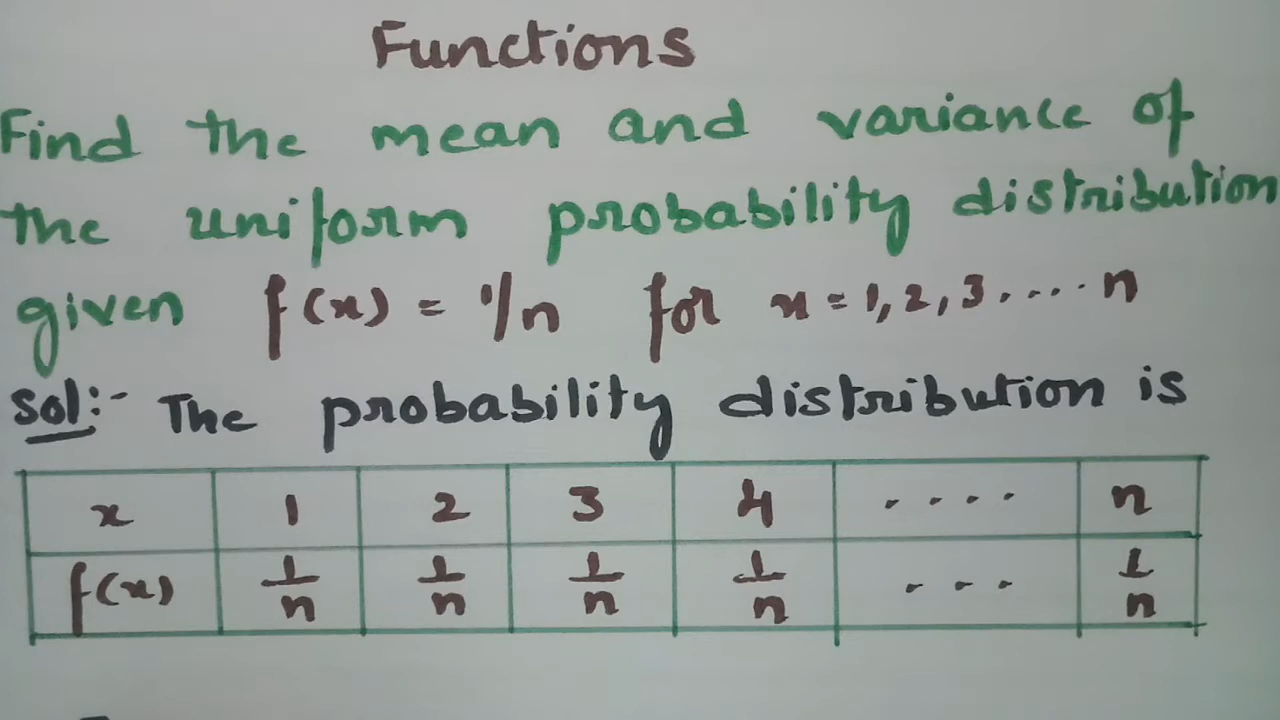 Functions
Find the mean and variance of
the uniform probability distribution
given f(x) = 1/n for x = 1, 2, 3, .... n
Sol:- The probability distribution is
x 1 2 3 4 .... n
f(x) 1/n 1/n 1/n 1/n ... 1/n